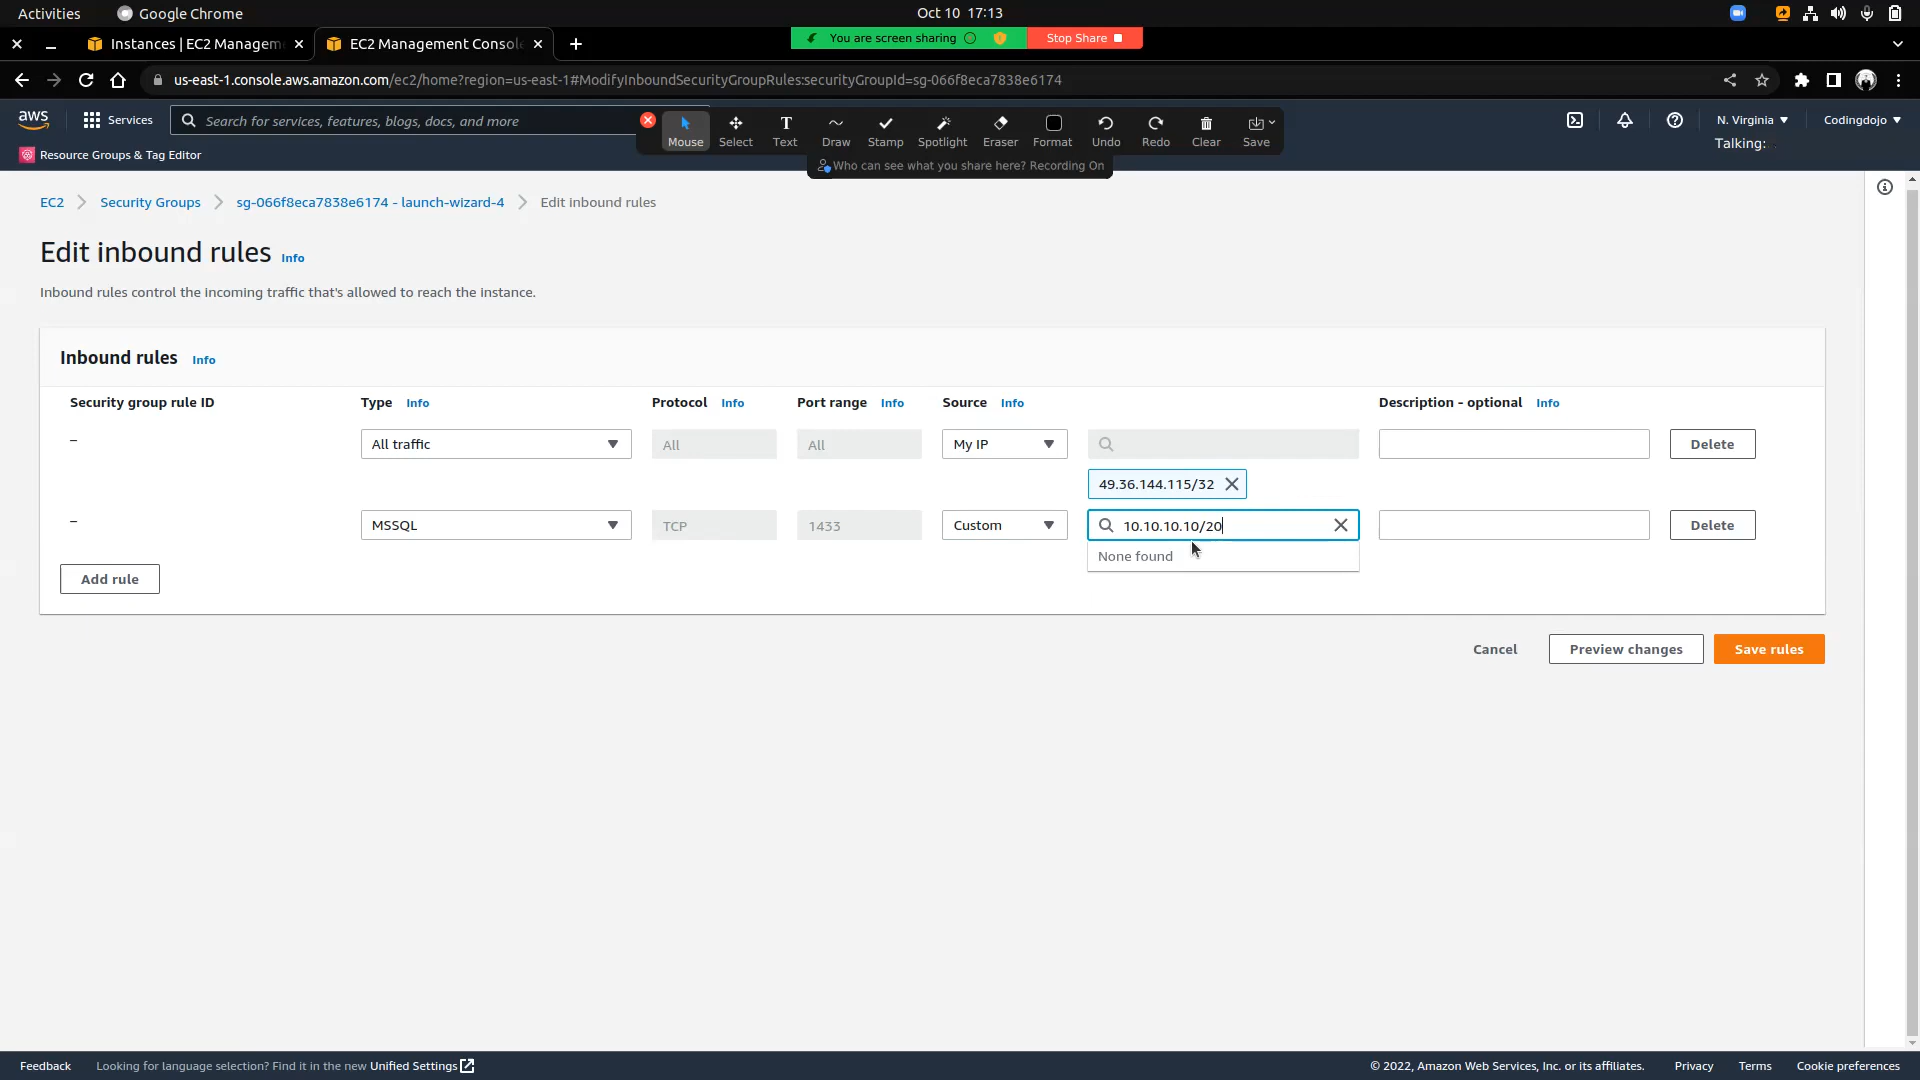 Activities
Google Chrome
Oct 10 17:13
Instances | EC2 Managem
EC2 Management Consol
You are screen sharing
Stop Share
us-east-1.console.aws.amazon.com/ec2/home?region=us-east-1#ModifyInboundSecurityGroupRules:securityGroupId=sg-066f8eca7838e6174
aws
Services
Search for services, features, blogs, docs, and more
Mouse
Select
Text
Draw
Stamp
Spotlight
Eraser
Format
Undo
Redo
Clear
Save
N. Virginia
Codingdojo
Talking:
Resource Groups & Tag Editor
Who can see what you share here? Recording On
EC2
Security Groups
sg-066f8eca7838e6174 - launch-wizard-4
Edit inbound rules
Edit inbound rules Info
Inbound rules control the incoming traffic that's allowed to reach the instance.
Inbound rules Info
Security group rule ID
Type Info
Protocol Info
Port range Info
Source Info
Description - optional Info
–
All traffic
All
All
My IP
Delete
49.36.144.115/32
–
MSSQL
TCP
1433
Custom
10.10.10.10/20
Delete
None found
Add rule
Cancel
Preview changes
Save rules
Feedback
Looking for language selection? Find it in the new Unified Settings
© 2022, Amazon Web Services, Inc. or its affiliates.
Privacy
Terms
Cookie preferences